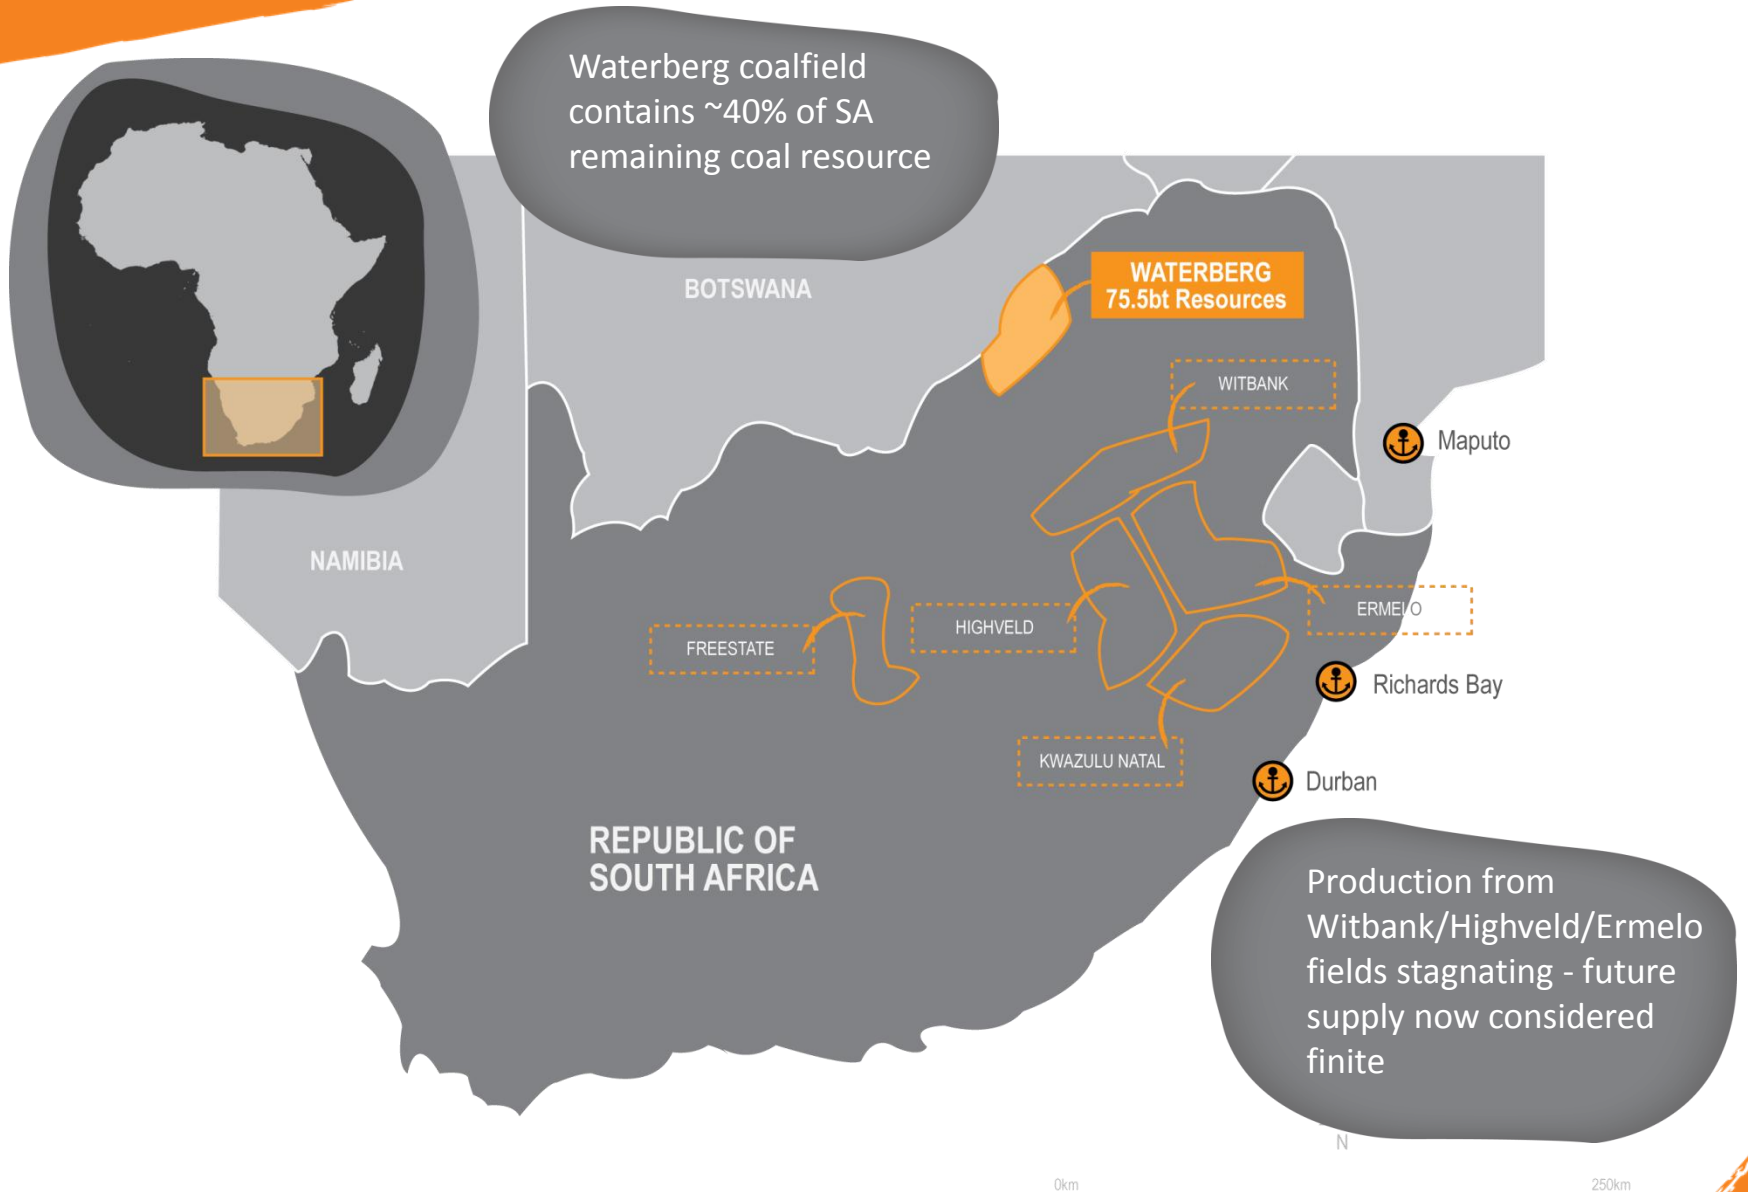 Waterberg coalfield
contains ~40% of SA
remaining coal resource
BOTSWANA
WATERBERG
75.5bt Resources
WITBANK
Maputo
NAMIBIA
ERMELO
HIGHVELD
FREESTATE
Richards Bay
KWAZULU NATAL
Durban
REPUBLIC OF
SOUTH AFRICA
Production from
Witbank/Highveld/Ermelo
fields stagnating - future
supply now considered
finite
N
0km
250km